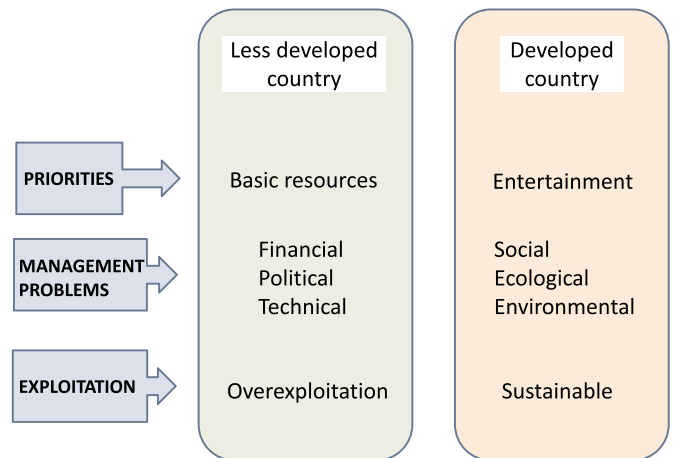 Less developed
country
Developed
country
PRIORITIES
Basic resources
Entertainment
MANAGEMENT
PROBLEMS
Financial
Political
Technical
Social
Ecological
Environmental
EXPLOITATION
Overexploitation
Sustainable